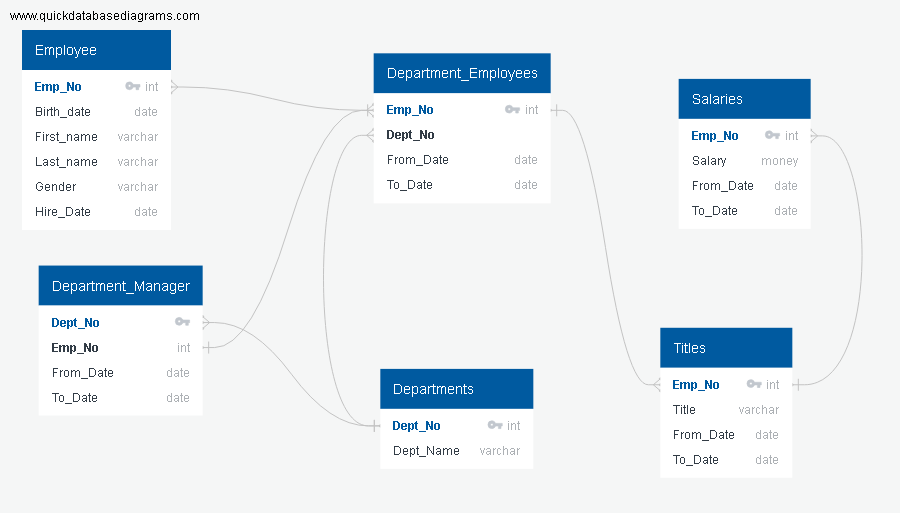 www.quickdatabasediagrams.com
Employee
Emp_No int
Birth_date date
First_name varchar
Last_name varchar
Gender varchar
Hire_Date date
Department_Employees
Emp_No int
Dept_No
From_Date date
To_Date date
Salaries
Emp_No int
Salary money
From_Date date
To_Date date
Department_Manager
Dept_No
Emp_No int
From_Date date
To_Date date
Departments
Dept_No int
Dept_Name varchar
Titles
Emp_No int
Title varchar
From_Date date
To_Date date